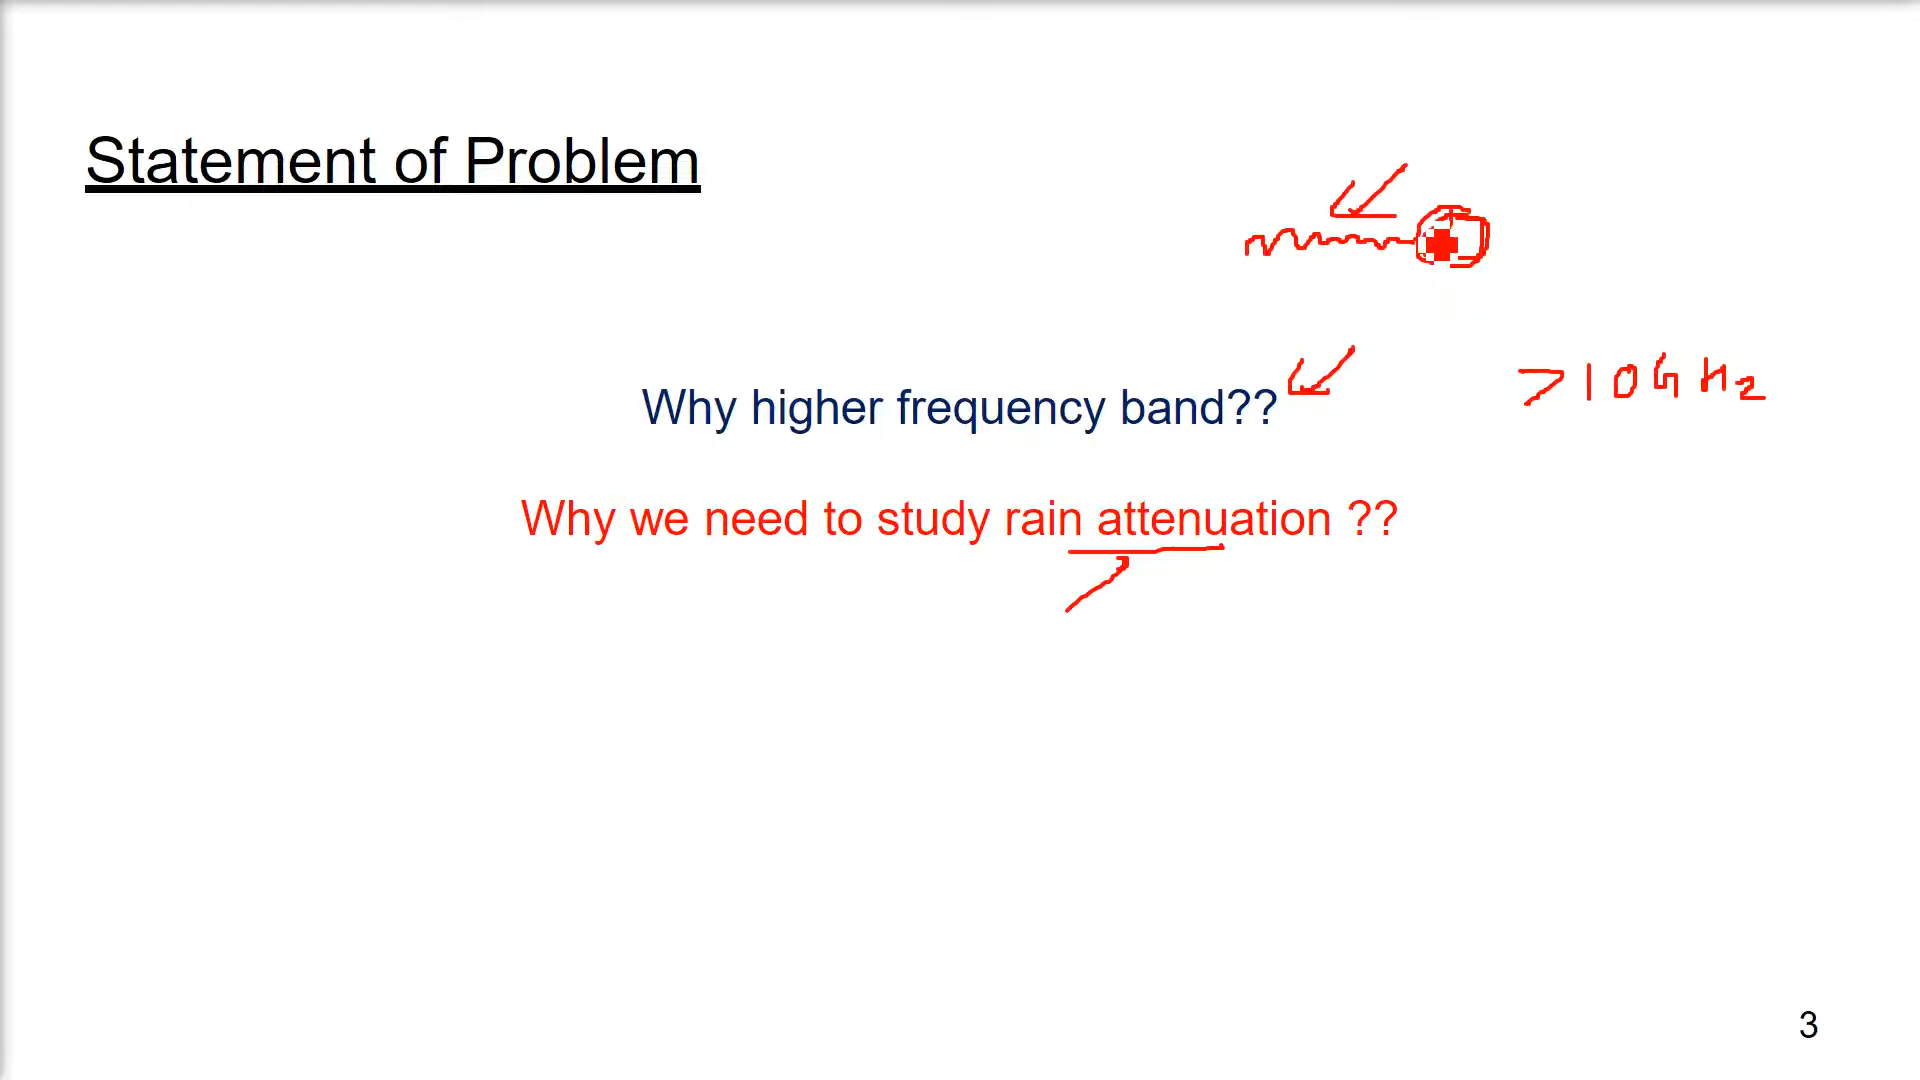 Statement of Problem
Why higher frequency band??
>10GHz
Why we need to study rain attenuation ??
3